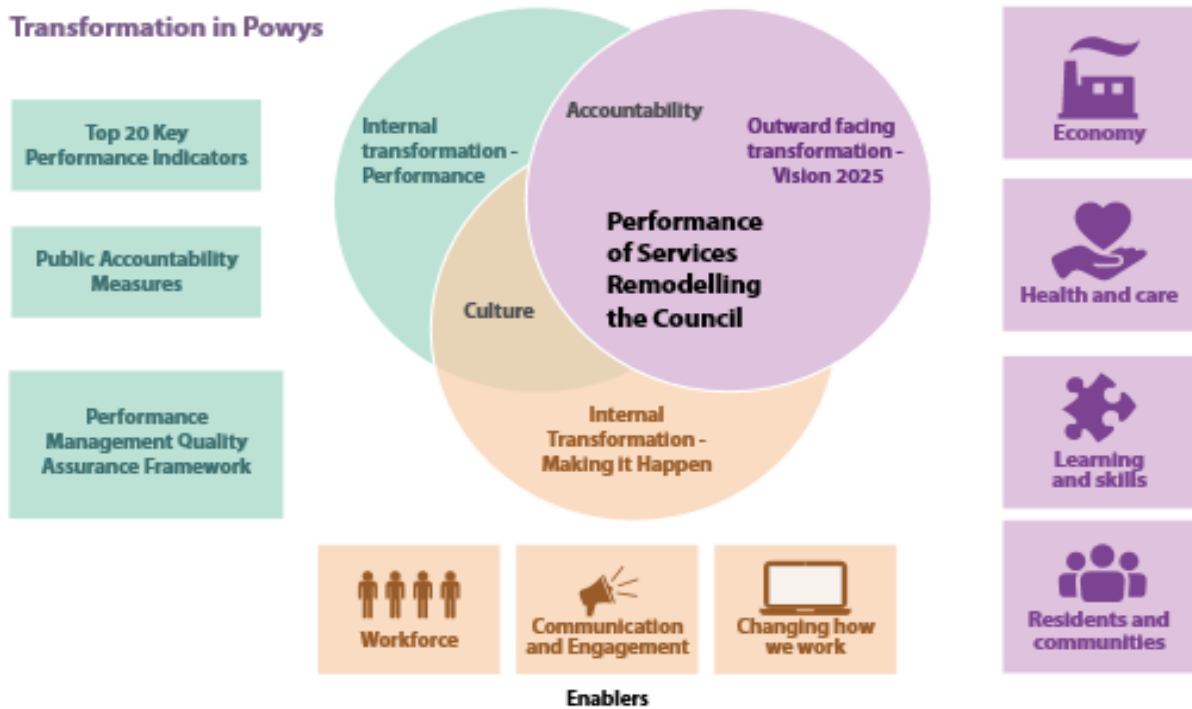 Transformation in Powys
Top 20 Key
Performance Indicators
Public Accountability
Measures
Performance
Management Quality
Assurance Framework
Internal
transformation -
Performance
Accountability
Outward facing
transformation -
Vision 2025
Performance
of Services
Remodelling
the Council
Culture
Internal
Transformation -
Making it Happen
Economy
Health and care
Learning
and skills
Residents and
communities
Workforce
Communication
and Engagement
Changing how
we work
Enablers